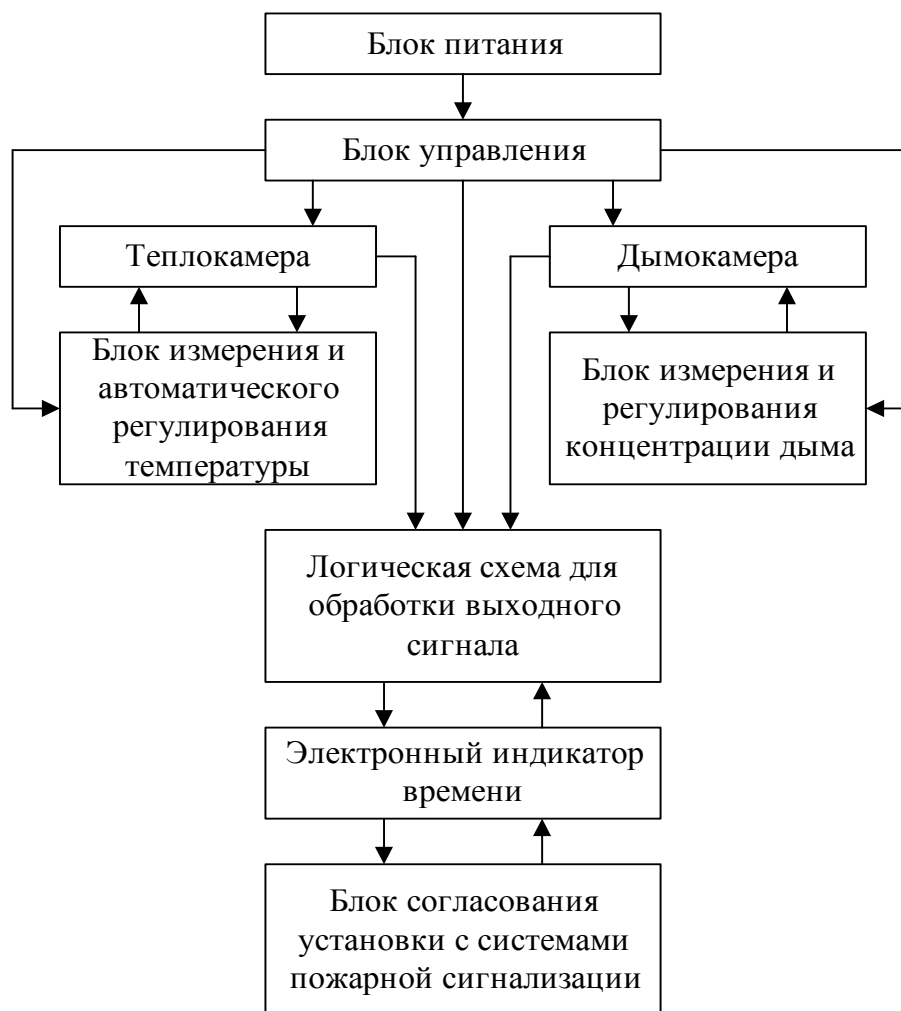 Блок питания
Блок управления
Теплокамера
Дымокамера
Блок измерения и
автоматического
регулирования
температуры
Блок измерения и
регулирования
концентрации дыма
Логическая схема для
обработки выходного
сигнала
Электронный индикатор
времени
Блок согласования
установки с системами
пожарной сигнализации